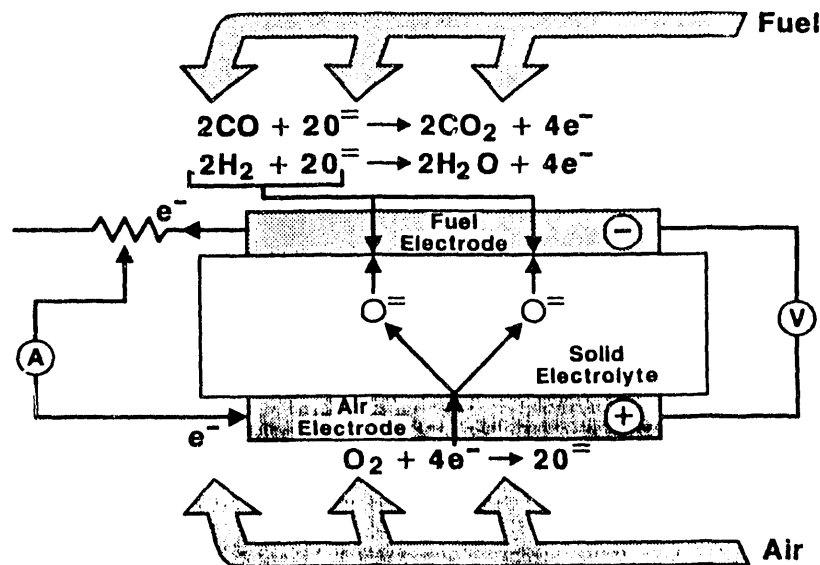 Fuel
2CO + 2O⁼ → 2CO₂ + 4e⁻
2H₂ + 2O⁼ → 2H₂O + 4e⁻
e⁻
Fuel
Electrode
−
O⁼ O⁼
A
V
Solid
Electrolyte
Air
Electrode
+
e⁻
O₂ + 4e⁻ → 2O⁼
Air